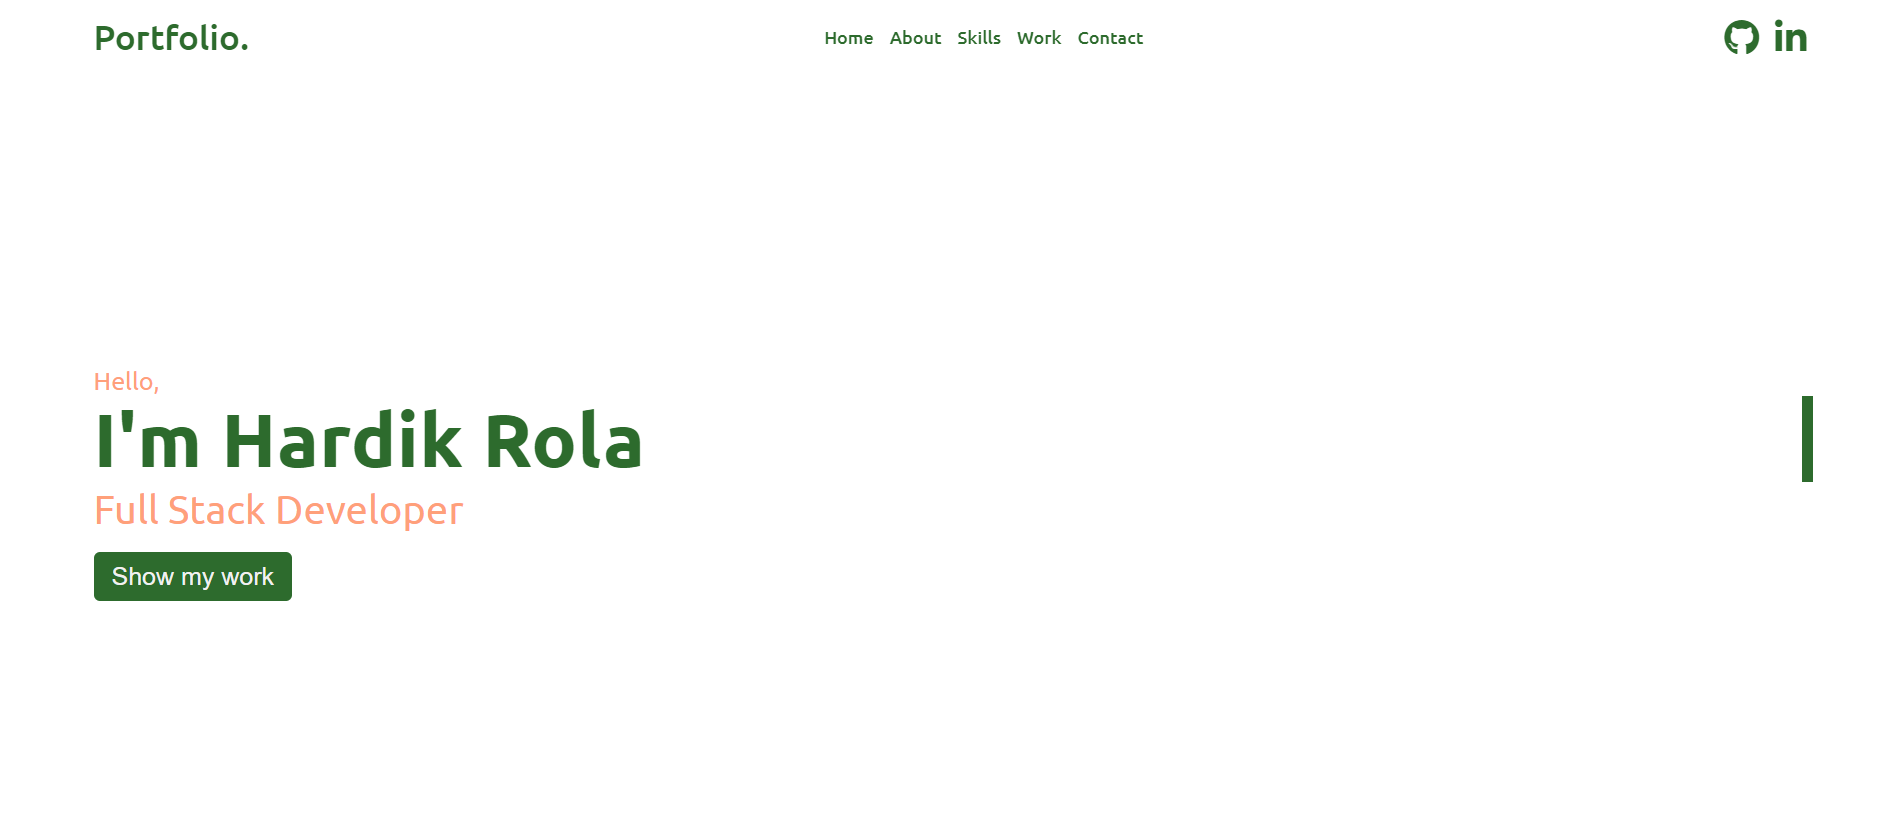 Portfolio.
Home About Skills Work Contact
in
Hello,
I'm Hardik Rola
Full Stack Developer
Show my work